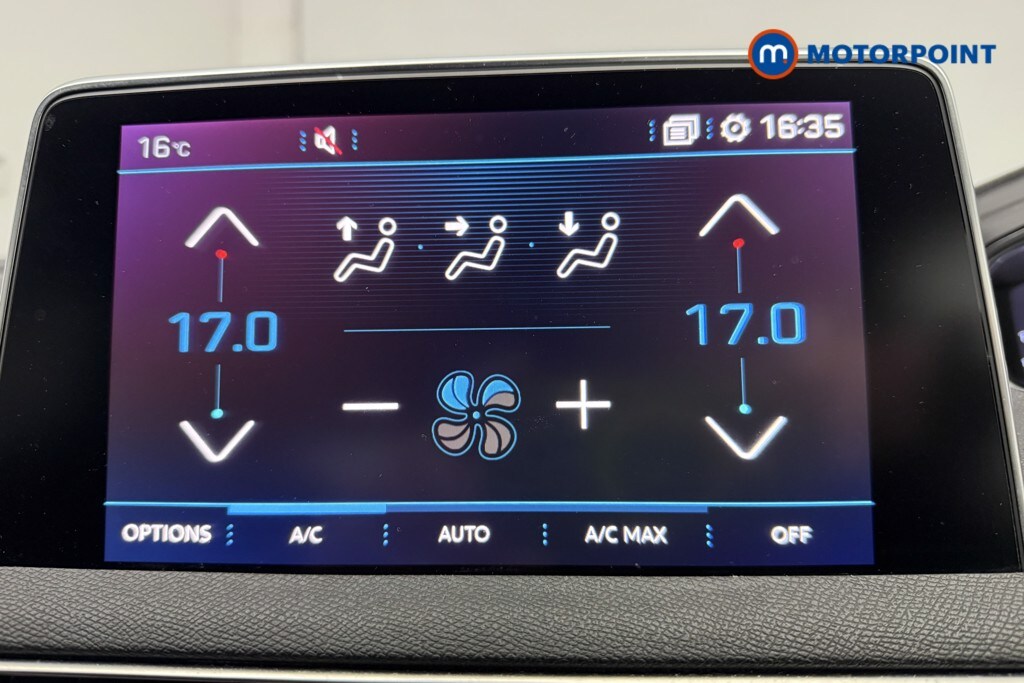 m MOTORPOINT
16°C 16:35
17.0 17.0
OPTIONS A/C AUTO A/C MAX OFF